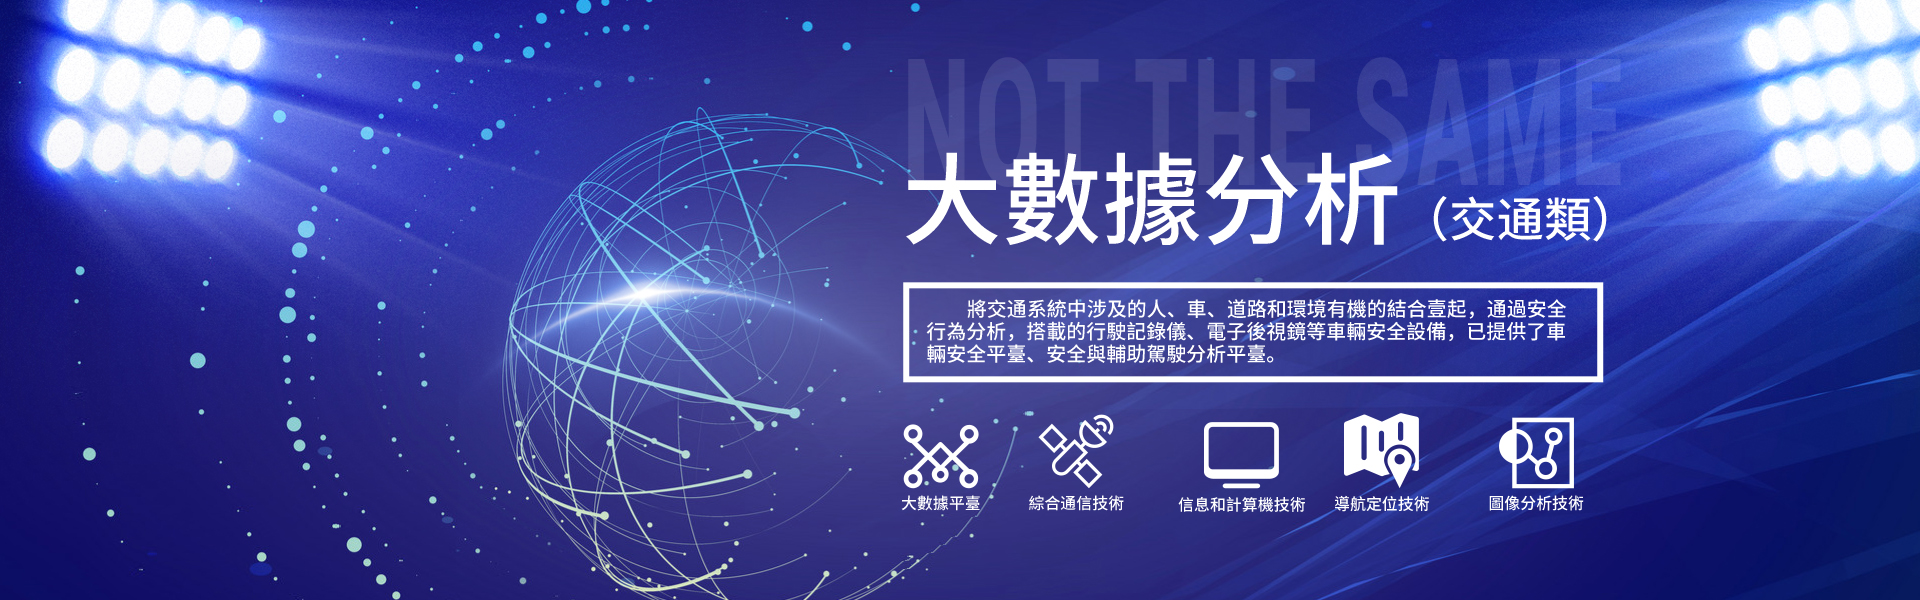 NOT THE SAME
大數據分析（交通類）
將交通系統中涉及的人、車、道路和環境有機的結合壹起，通過安全
行為分析，搭載的行駛記錄儀、電子後視鏡等車輛安全設備，已提供了車
輛安全平臺、安全與輔助駕駛分析平臺。
大數據平臺 綜合通信技術 信息和計算機技術 導航定位技術 圖像分析技術